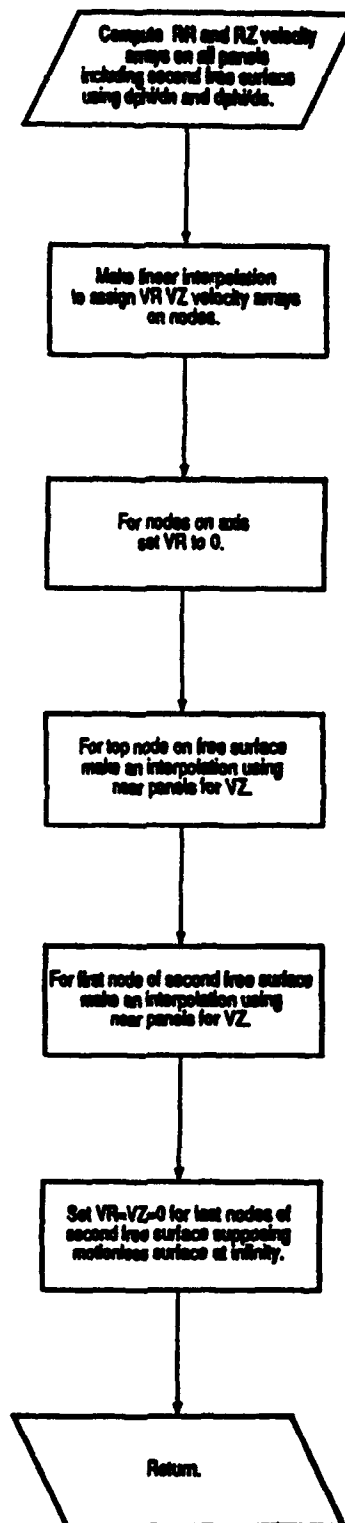 Compute RR and RZ velocity
arrays on all panels
including second free surface
using dphi/dn and dphi/ds.
Make linear interpolation
to assign VR VZ velocity arrays
on nodes.
For nodes on axis
set VR to 0.
For top node on free surface
make an interpolation using
near panels for VZ.
For first node of second free surface
make an interpolation using
near panels for VZ.
Set VR=VZ=0 for last nodes of
second free surface supposing
motionless surface at infinity.
Return.